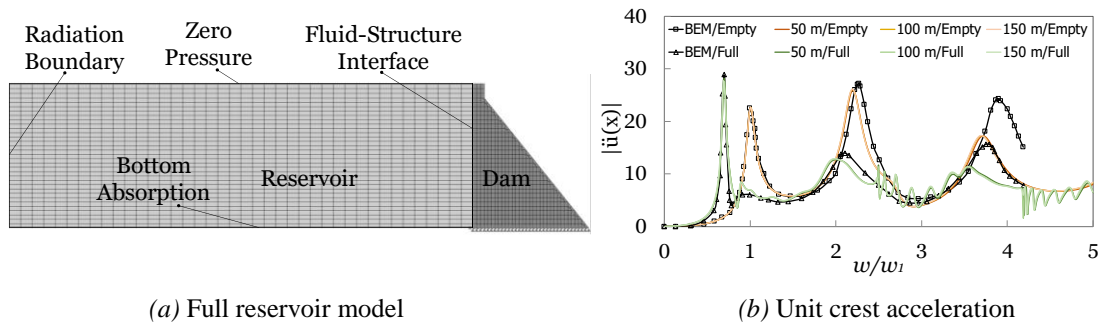 Radiation
Boundary
Zero
Pressure
Fluid-Structure
Interface
Bottom
Absorption
Reservoir
Dam
(a) Full reservoir model
BEM/Empty 50 m/Empty 100 m/Empty 150 m/Empty
BEM/Full 50 m/Full 100 m/Full 150 m/Full
|ü(x)|
40
30
20
10
0
0 1 2 3 4 5
w/w₁
(b) Unit crest acceleration